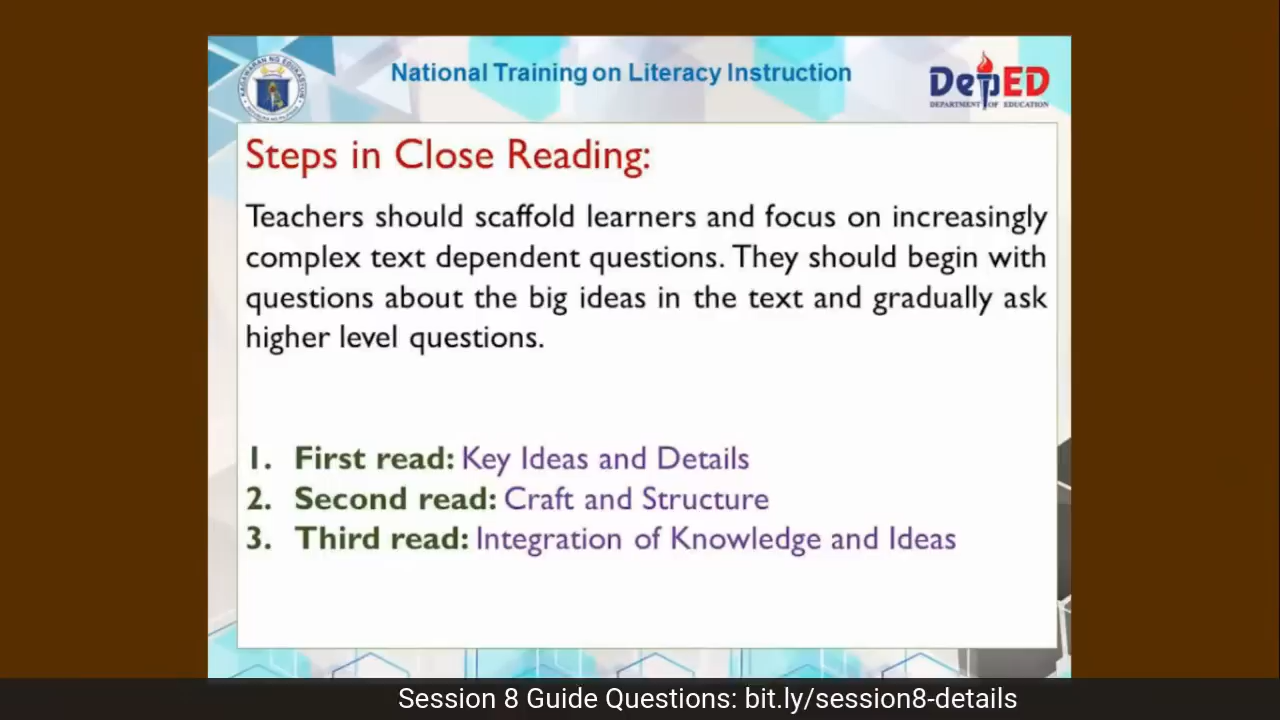 National Training on Literacy Instruction
KAGAWARAN NG EDUKASYON
DepED
DEPARTMENT OF EDUCATION
Steps in Close Reading:
Teachers should scaffold learners and focus on increasingly
complex text dependent questions. They should begin with
questions about the big ideas in the text and gradually ask
higher level questions.
1. First read: Key Ideas and Details
2. Second read: Craft and Structure
3. Third read: Integration of Knowledge and Ideas
Session 8 Guide Questions: bit.ly/session8-details